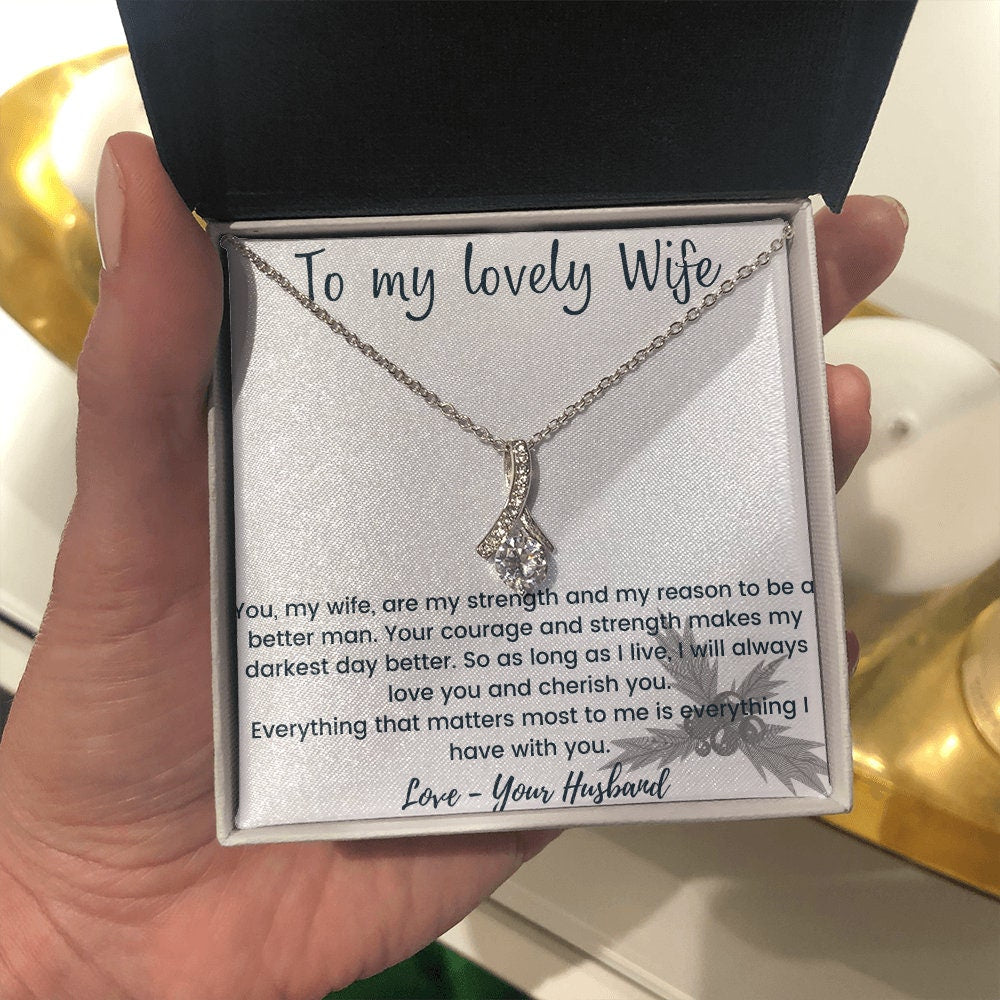 To my lovely Wife
You, my wife, are my strength and my reason to be a
better man. Your courage and strength makes my
darkest day better. So as long as I live, I will always
love you and cherish you.
Everything that matters most to me is everything I
have with you.
Love - Your Husband